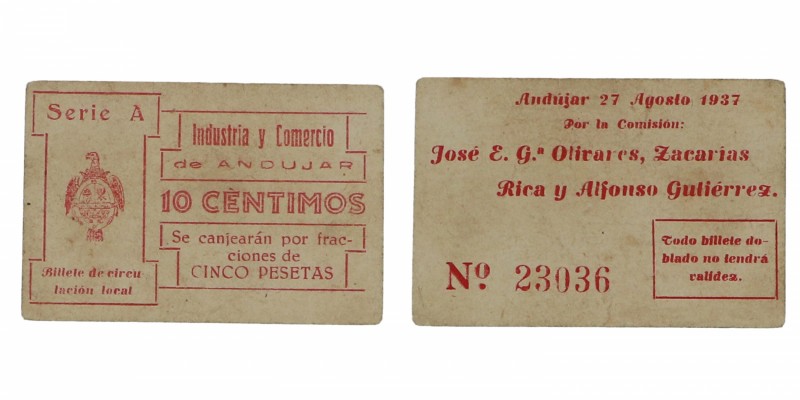 Serie A
Billete de circu
lación local
Industria y Comercio
de ANDUJAR
10 CÈNTIMOS
Se canjearán por frac-
ciones de
CINCO PESETAS
Andújar 27 Agosto 1937
Por la Comisión:
José E. G.ª Olivares, Zacarías
Rica y Alfonso Gutiérrez.
Nº 23036
Todo billete do-
blado no tendrá
validez.